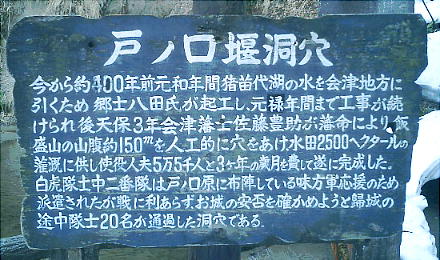 戸ノ口堰洞穴
今から約400年前元和年間猪苗代湖の水を会津地方に
引くため 郷士八田氏が起工し、元禄年間まで工事が続
けられ後天保3年会津藩士佐藤豊助が藩命により飯
盛山の山腹約150mを人工的に穴をあけ水田2500ヘクタールの
灌漑に供し使役人夫5万5千人と3ヶ年の歳月を費して遂に完成した。
白虎隊士中二番隊は戸ノ口原に布陣している味方軍応援のため
派遣されたが戦に利あらず、お城の安否を確かめようと帰城の
途中隊士20名が通過した洞穴である。